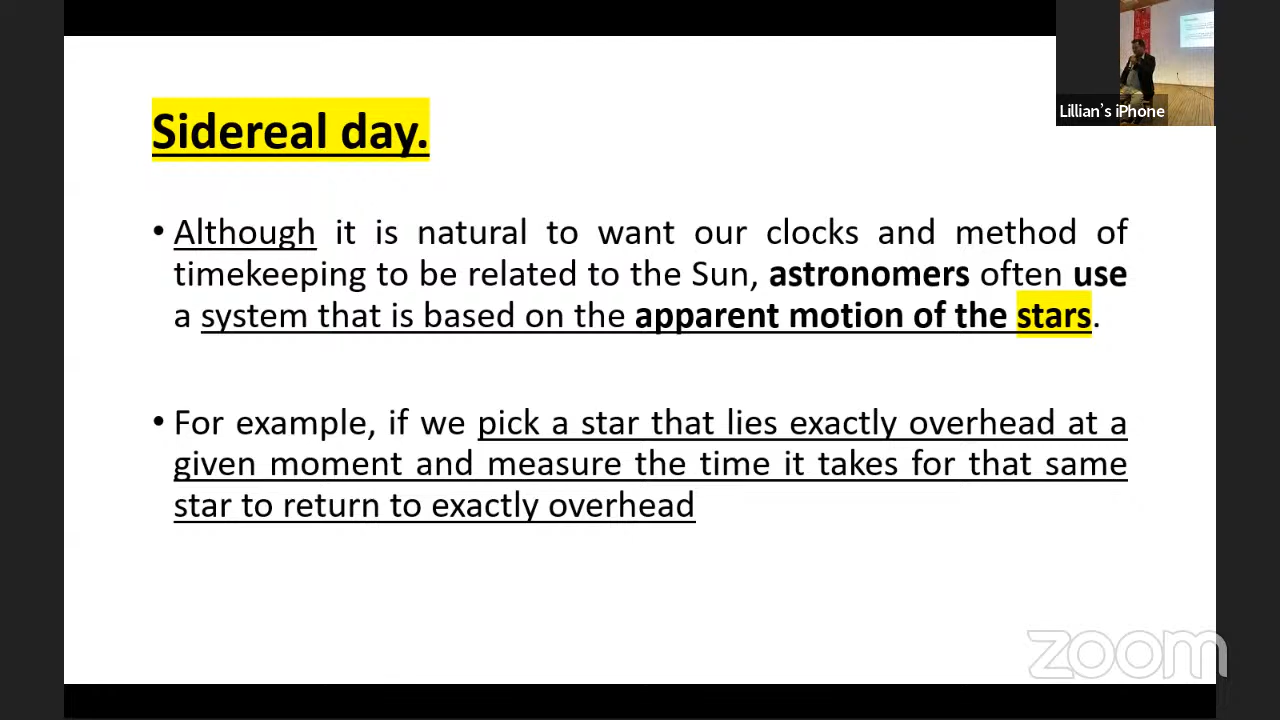 Lillian's iPhone
Sidereal day.
• Although it is natural to want our clocks and method of
timekeeping to be related to the Sun, astronomers often use
a system that is based on the apparent motion of the stars.
• For example, if we pick a star that lies exactly overhead at a
given moment and measure the time it takes for that same
star to return to exactly overhead
zoom